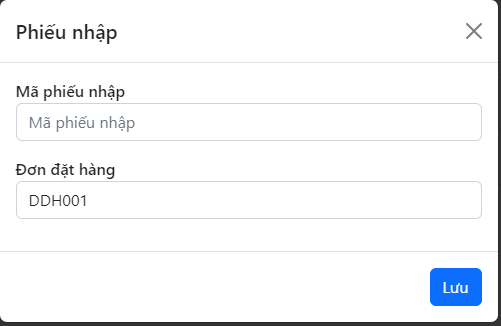 Phiếu nhập
Mã phiếu nhập
Mã phiếu nhập
Đơn đặt hàng
DDH001
Lưu